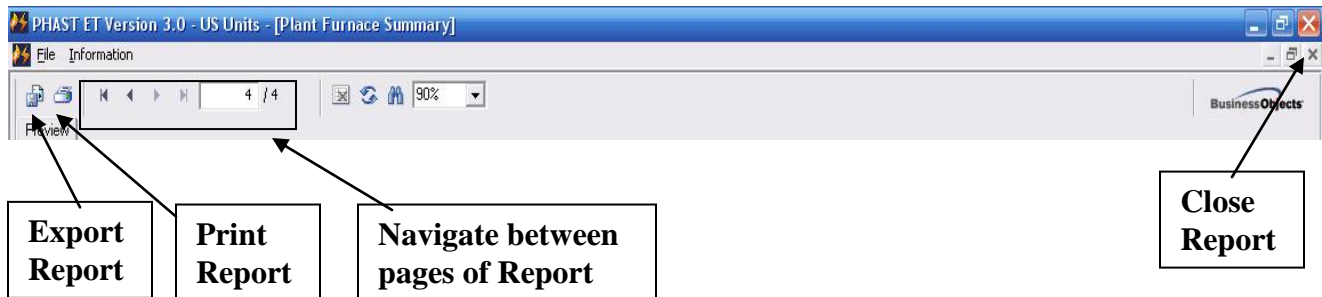 PHAST ET Version 3.0 - US Units - [Plant Furnace Summary]
File Information
4 / 4 90%
BusinessObjects
Preview
Export
Report
Print
Report
Navigate between
pages of Report
Close
Report